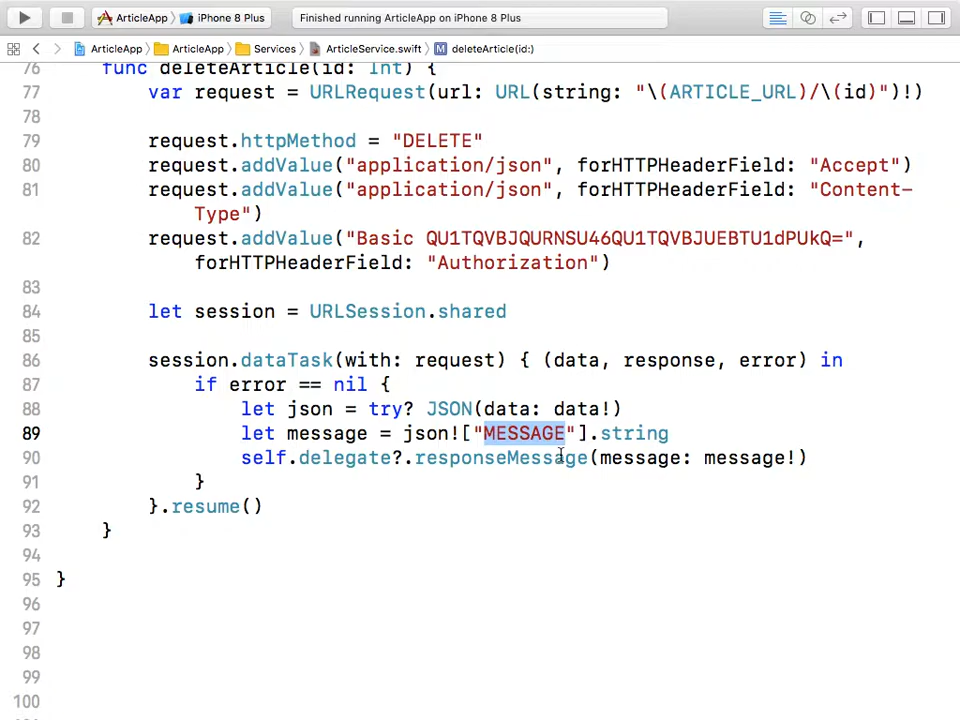 ArticleApp iPhone 8 Plus Finished running ArticleApp on iPhone 8 Plus
ArticleApp ArticleApp Services ArticleService.swift M deleteArticle(id:)
76 func deleteArticle(id: Int) {
77 var request = URLRequest(url: URL(string: "\(ARTICLE_URL)/\(id)")!)
78
79 request.httpMethod = "DELETE"
80 request.addValue("application/json", forHTTPHeaderField: "Accept")
81 request.addValue("application/json", forHTTPHeaderField: "Content-
Type")
82 request.addValue("Basic QU1TQVBJQURNSU46QU1TQVBJUEBTU1dPUkQ=",
forHTTPHeaderField: "Authorization")
83
84 let session = URLSession.shared
85
86 session.dataTask(with: request) { (data, response, error) in
87 if error == nil {
88 let json = try? JSON(data: data!)
89 let message = json!["MESSAGE"].string
90 self.delegate?.responseMessage(message: message!)
91 }
92 }.resume()
93 }
94
95 }
96
97
98
99
100